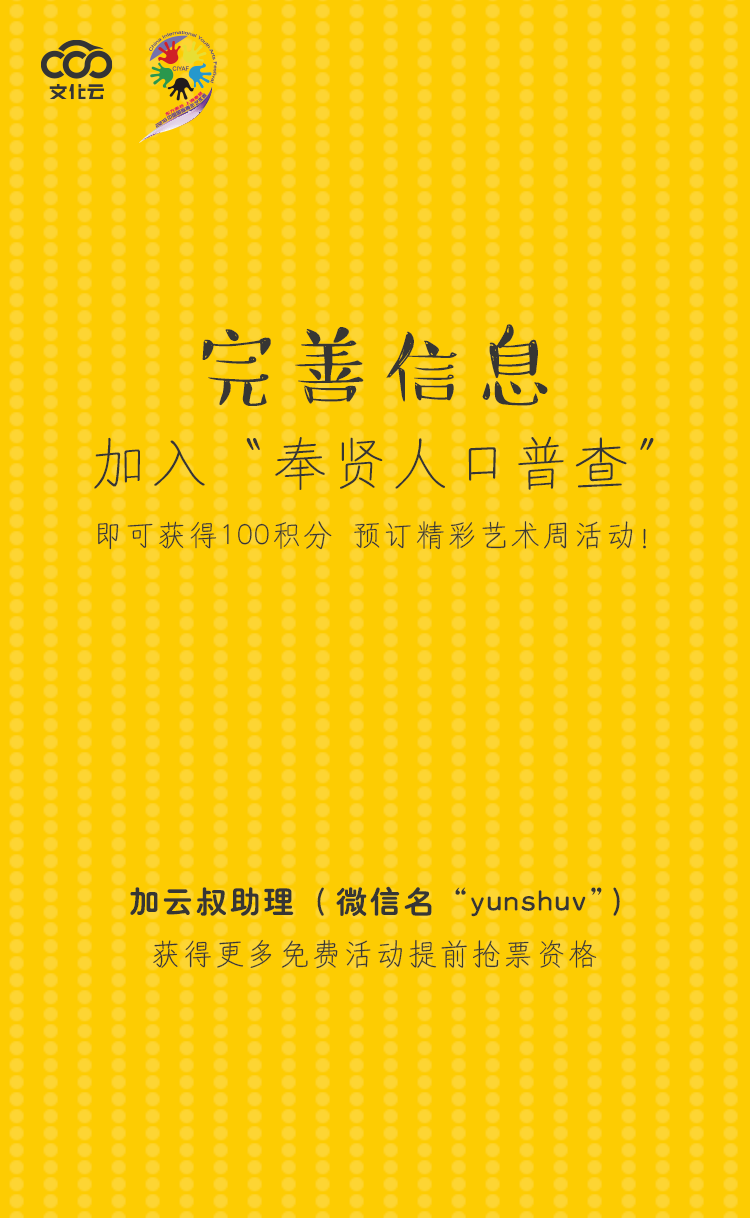 文化云
China International Youth Arts Festival
CIYAF
完善信息
加入“奉贤人口普查”
即可获得100积分 预订精彩艺术周活动!
加云叔助理（微信名“yunshuv”）
获得更多免费活动提前抢票资格